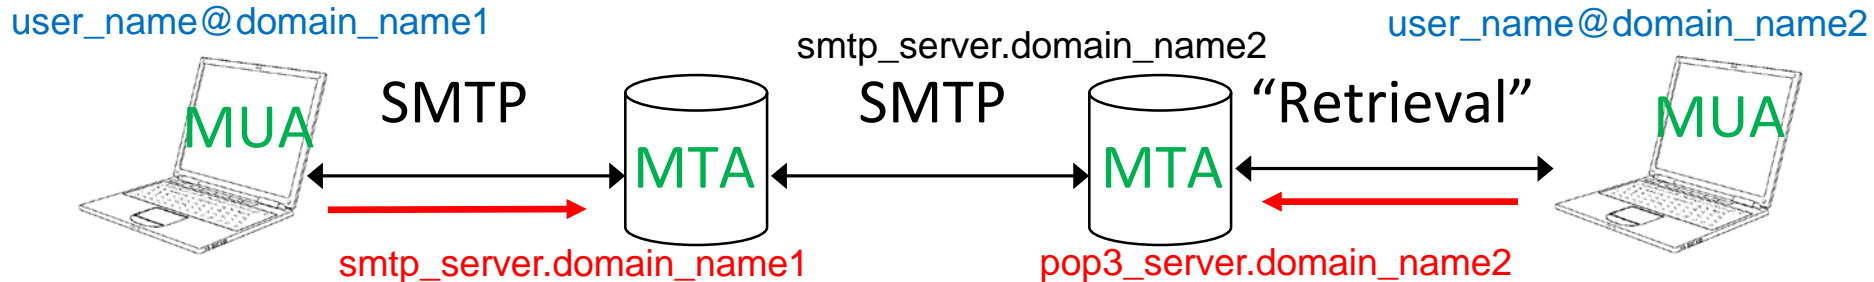 user_name@domain_name1
user_name@domain_name2
smtp_server.domain_name2
SMTP
SMTP
“Retrieval”
MUA
MTA
MTA
MUA
smtp_server.domain_name1
pop3_server.domain_name2